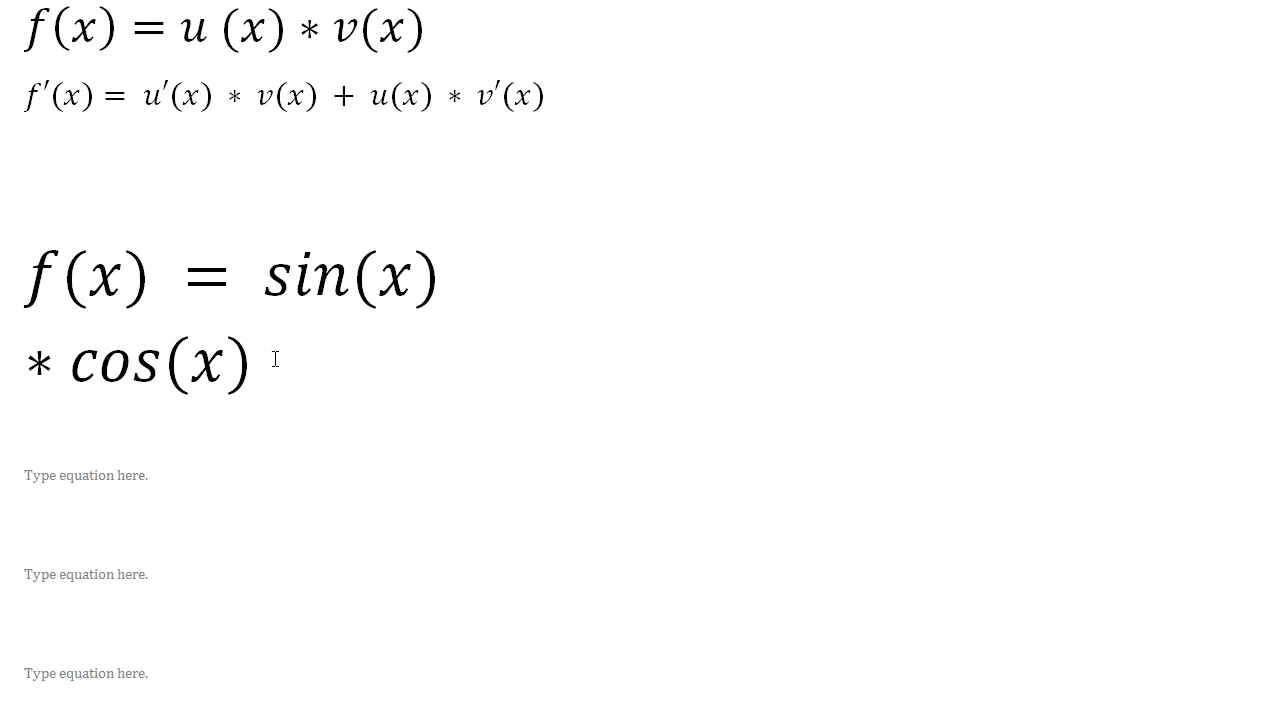 f(x) = u (x) ∗ v(x)
f′(x) = u′(x) ∗ v(x) + u(x) ∗ v′(x)
f(x) = sin(x)
∗ cos(x)
Type equation here.
Type equation here.
Type equation here.